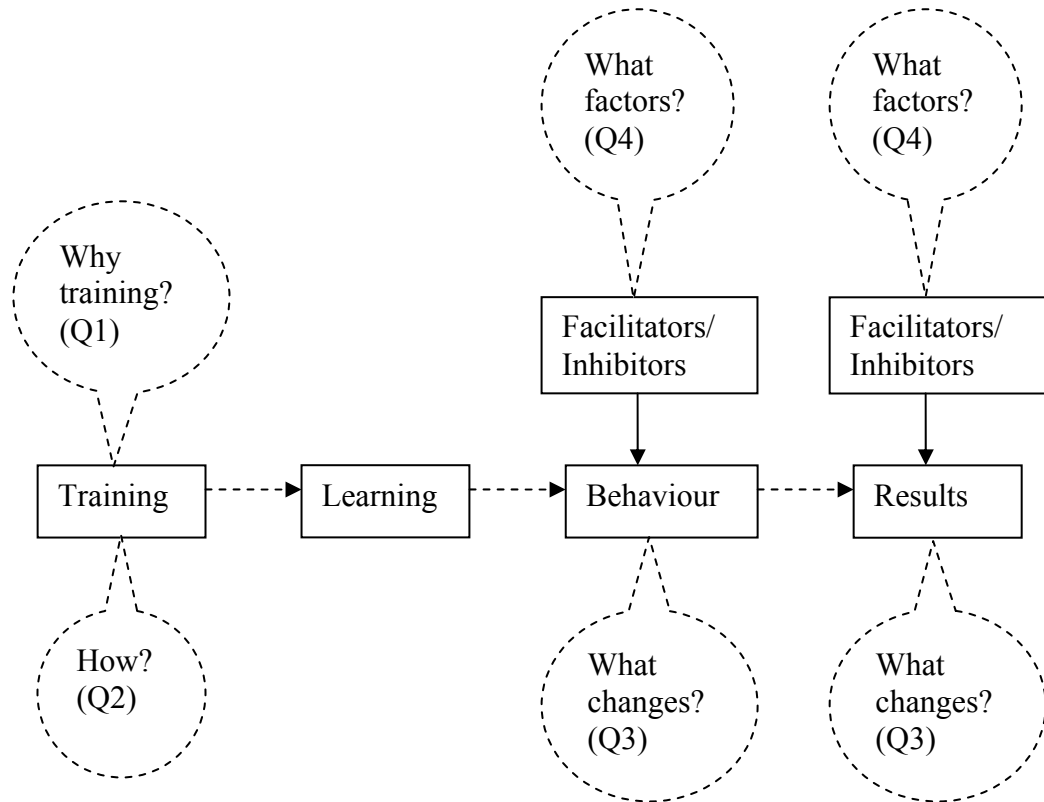 What
factors?
(Q4)
What
factors?
(Q4)
Why
training?
(Q1)
Facilitators/
Inhibitors
Facilitators/
Inhibitors
Training
Learning
Behaviour
Results
How?
(Q2)
What
changes?
(Q3)
What
changes?
(Q3)